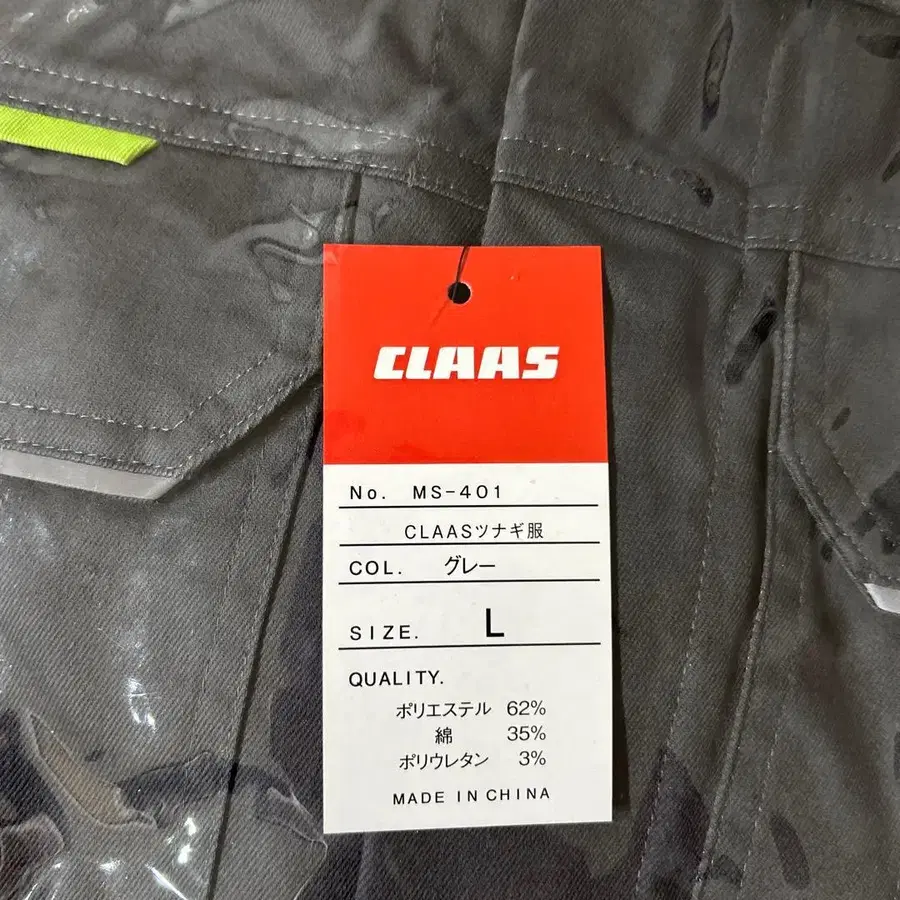 CLAAS
No. MS-401
CLAASツナギ服
COL. グレー
SIZE. L
QUALITY.
ポリエステル 62%
綿 35%
ポリウレタン 3%
MADE IN CHINA